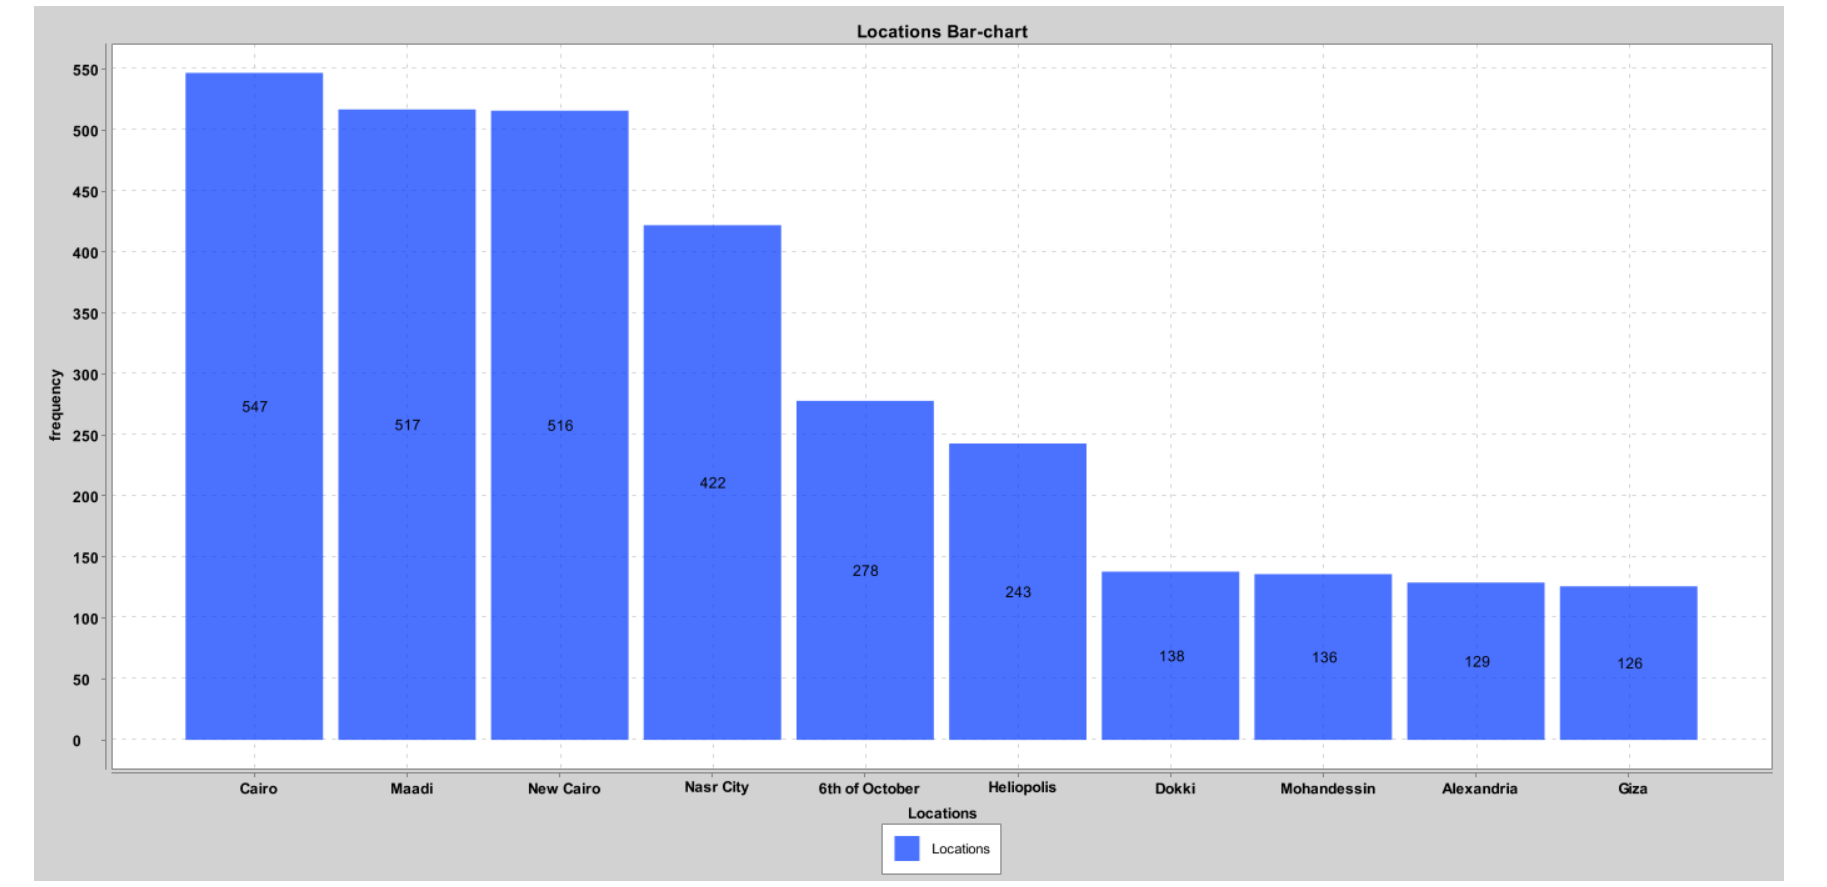 Locations Bar-chart
550
500
450
400
350
300
250
200
150
100
50
0
frequency
547
517
516
422
278
243
138
136
129
126
Cairo
Maadi
New Cairo
Nasr City
6th of October
Heliopolis
Dokki
Mohandessin
Alexandria
Giza
Locations
Locations